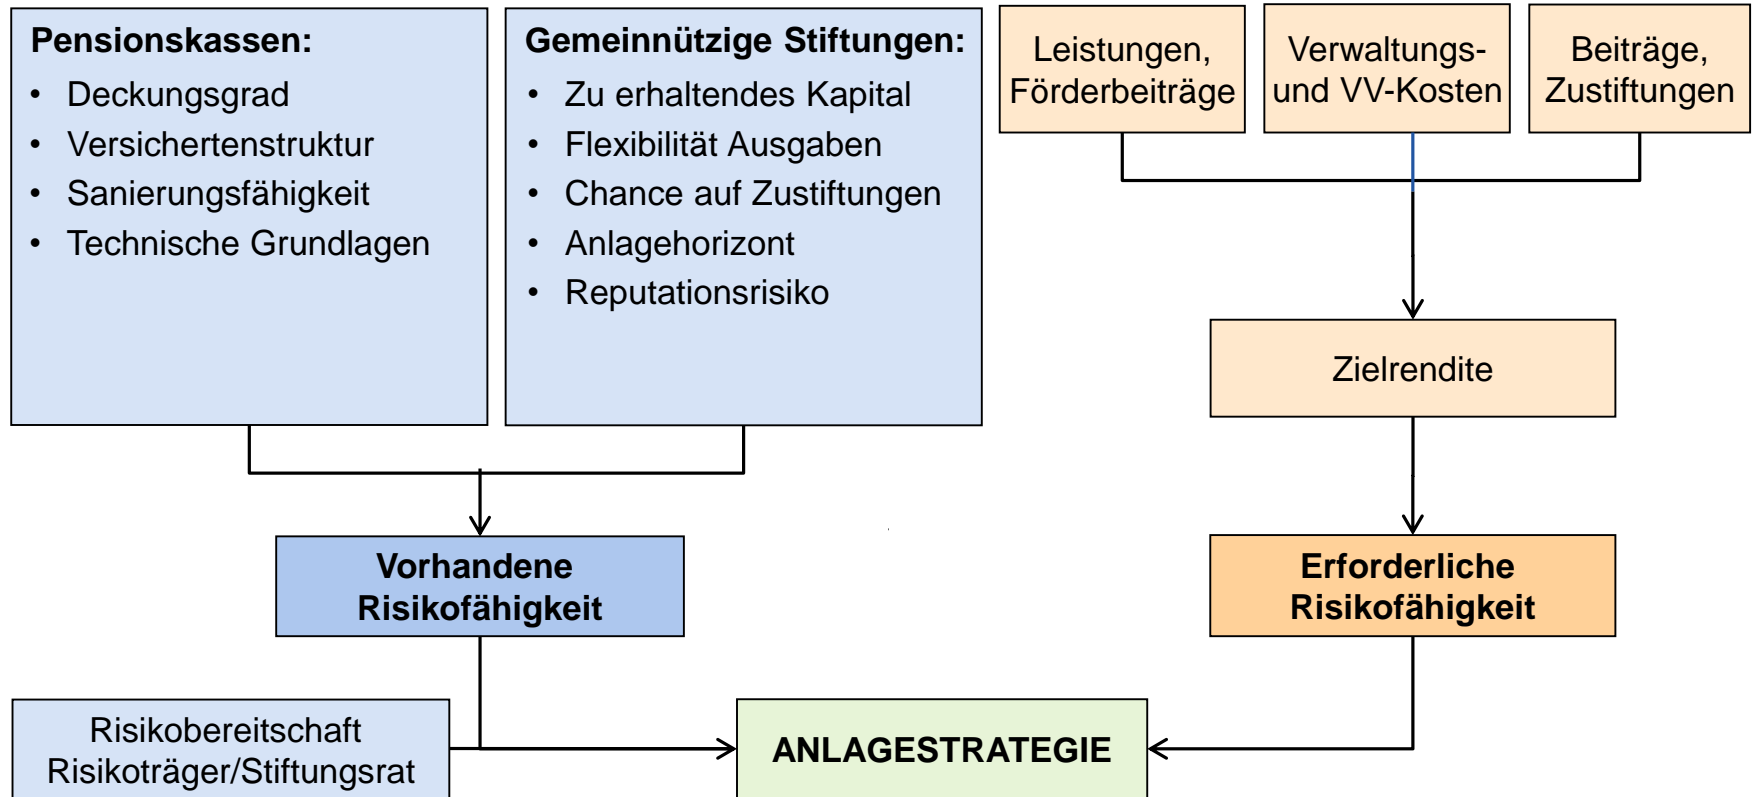 Pensionskassen:
• Deckungsgrad
• Versichertenstruktur
• Sanierungsfähigkeit
• Technische Grundlagen
Gemeinnützige Stiftungen:
• Zu erhaltendes Kapital
• Flexibilität Ausgaben
• Chance auf Zustiftungen
• Anlagehorizont
• Reputationsrisiko
Leistungen,
Förderbeiträge
Verwaltungs-
und VV-Kosten
Beiträge,
Zustiftungen
Zielrendite
Vorhandene
Risikofähigkeit
Erforderliche
Risikofähigkeit
Risikobereitschaft
Risikoträger/Stiftungsrat
ANLAGESTRATEGIE